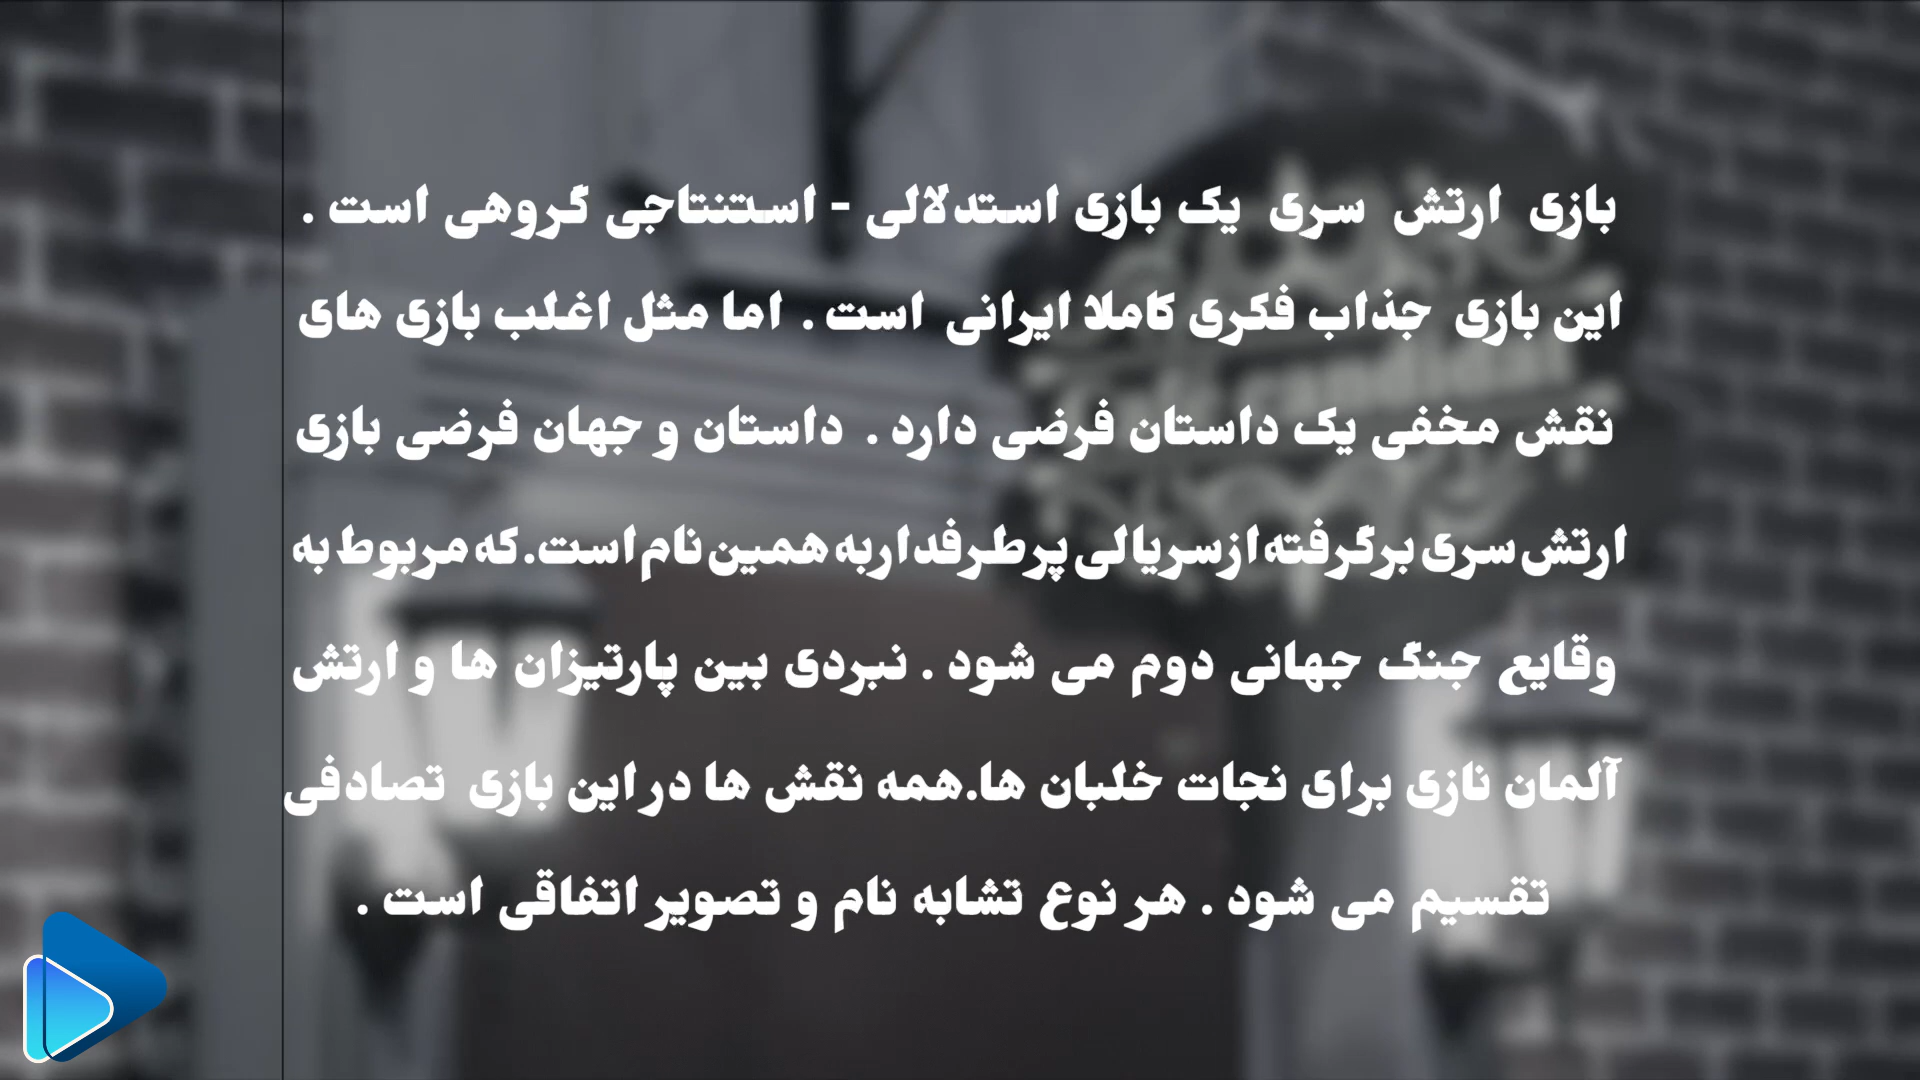 بازی ارتش سری یک بازی استدلالی - استنتاجی گروهی است .
این بازی جذاب فکری کاملا ایرانی است . اما مثل اغلب بازی های
نقش مخفی یک داستان فرضی دارد . داستان و جهان فرضی بازی
ارتش سری برگرفته از سریالی پرطرفدار به همین نام است. که مربوط به
وقایع جنگ جهانی دوم می شود . نبردی بین پارتیزان ها و ارتش
آلمان نازی برای نجات خلبان ها.همه نقش ها در این بازی تصادفی
تقسیم می شود . هر نوع تشابه نام و تصویر اتفاقی است .